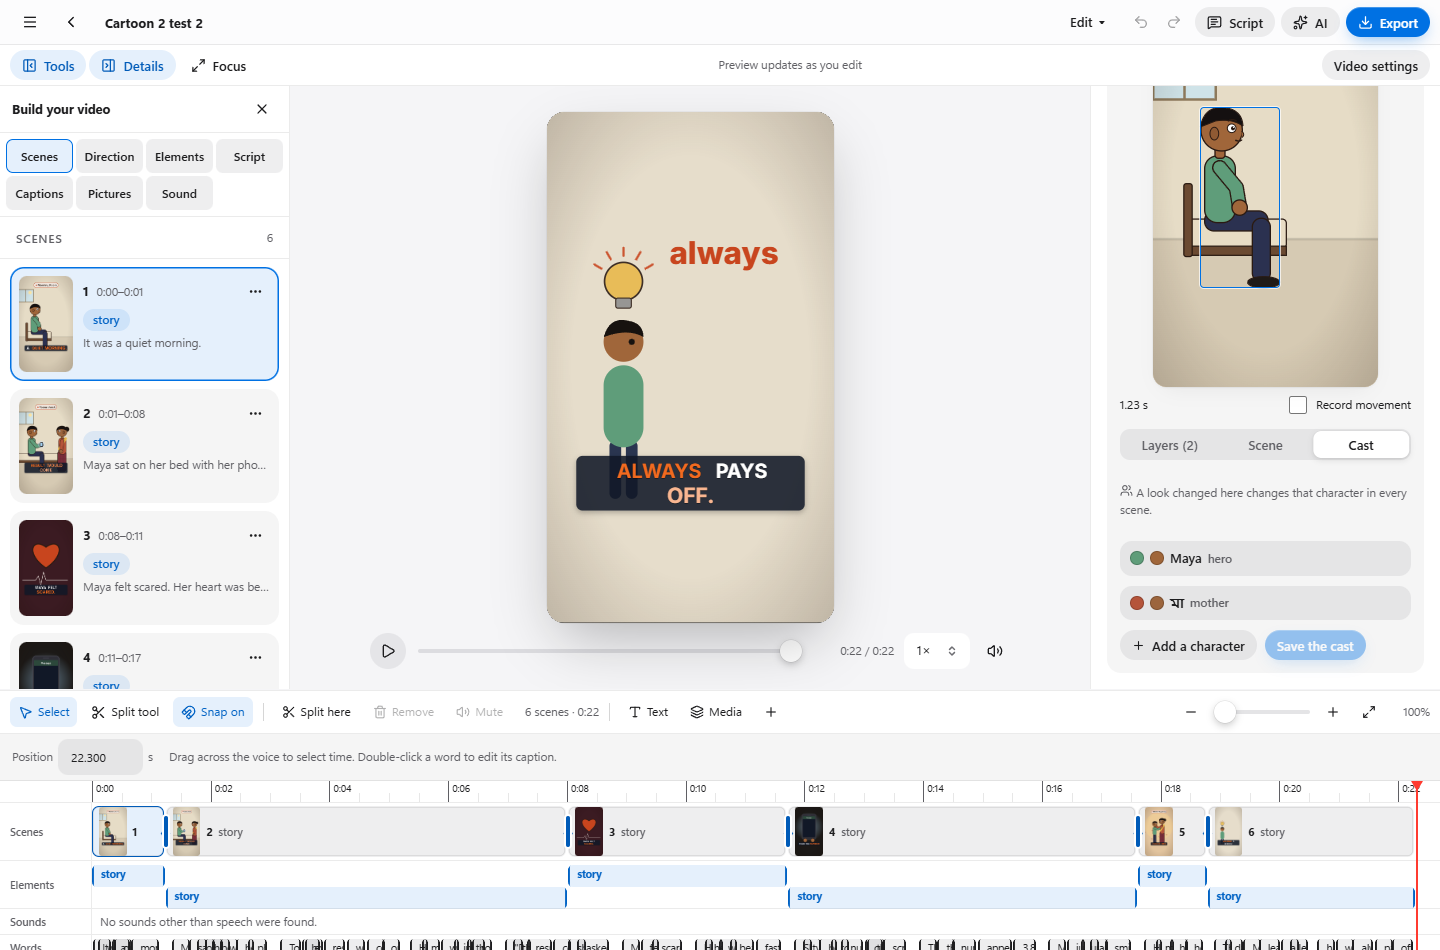 Cartoon 2 test 2
Edit
Script
AI
Export
Tools
Details
Focus
Preview updates as you edit
Video settings
Build your video
Scenes
Direction
Elements
Script
Captions
Pictures
Sound
SCENES
6
1 0:00–0:01
story
It was a quiet morning.
2 0:01–0:08
story
Maya sat on her bed with her pho...
3 0:08–0:11
story
Maya felt scared. Her heart was be...
4 0:11–0:17
story
always
ALWAYS PAYS
OFF.
0:22 / 0:22
1×
1.23 s
Record movement
Layers (2)
Scene
Cast
A look changed here changes that character in every
scene.
Maya hero
মা mother
Add a character
Save the cast
Select
Split tool
Snap on
Split here
Remove
Mute
6 scenes · 0:22
Text
Media
100%
Position
22.300
s
Drag across the voice to select time. Double-click a word to edit its caption.
0:00
0:02
0:04
0:06
0:08
0:10
0:12
0:14
0:16
0:18
0:20
Scenes
1
2 story
3 story
4 story
5
6 story
Elements
story
story
story
story
story
story
Sounds
No sounds other than speech were found.
Words